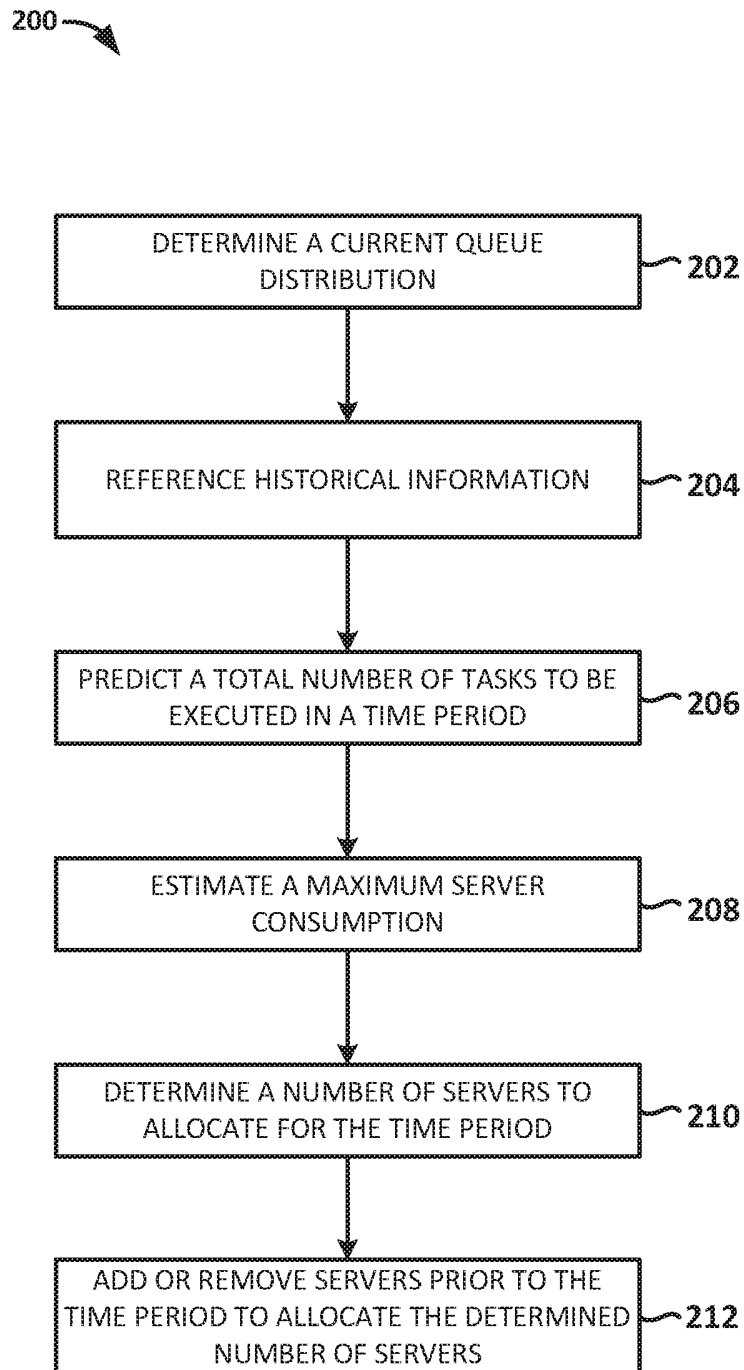 200
DETERMINE A CURRENT QUEUE
DISTRIBUTION
202
REFERENCE HISTORICAL INFORMATION
204
PREDICT A TOTAL NUMBER OF TASKS TO BE
EXECUTED IN A TIME PERIOD
206
ESTIMATE A MAXIMUM SERVER
CONSUMPTION
208
DETERMINE A NUMBER OF SERVERS TO
ALLOCATE FOR THE TIME PERIOD
210
ADD OR REMOVE SERVERS PRIOR TO THE
TIME PERIOD TO ALLOCATE THE DETERMINED
NUMBER OF SERVERS
212